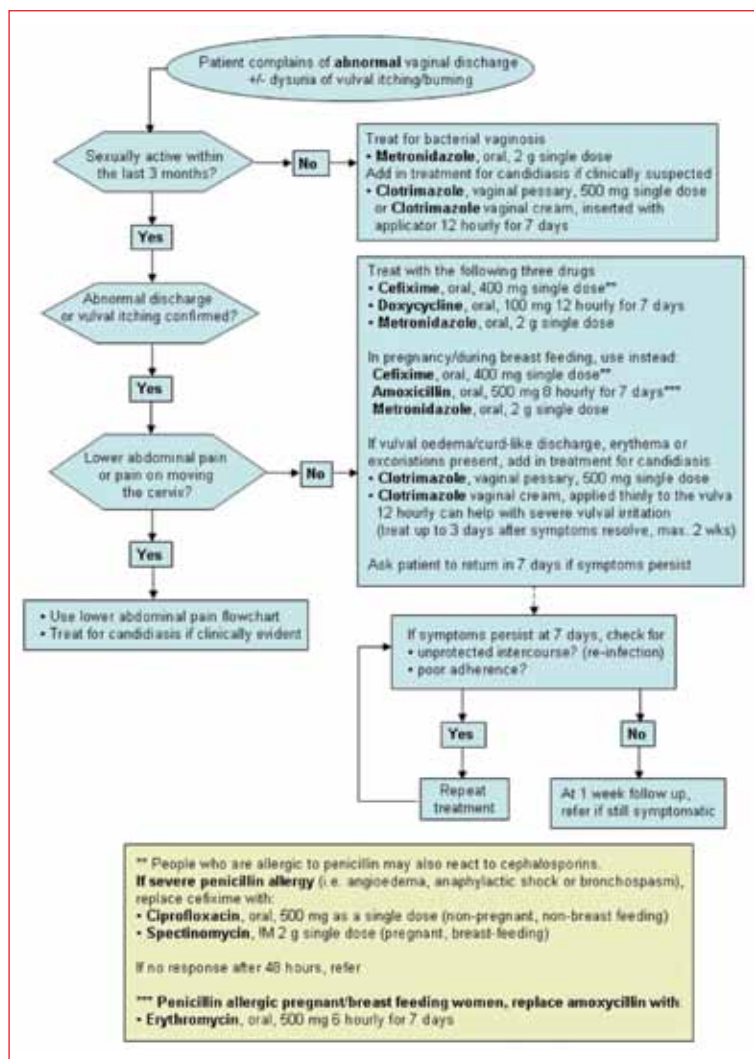 Patient complains of abnormal vaginal discharge
+/- dysuria of vulval itching/burning
Sexually active within
the last 3 months?
No
Treat for bacterial vaginosis
• Metronidazole, oral, 2 g single dose
Add in treatment for candidiasis if clinically suspected
• Clotrimazole, vaginal pessary, 500 mg single dose
or Clotrimazole vaginal cream, inserted with
applicator 12 hourly for 7 days
Yes
Abnormal discharge
or vulval itching confirmed?
Yes
Lower abdominal pain
or pain on moving
the cervix?
No
Treat with the following three drugs
• Cefixime, oral, 400 mg single dose**
• Doxycycline, oral, 100 mg 12 hourly for 7 days
• Metronidazole, oral, 2 g single dose
In pregnancy/during breast feeding, use instead:
Cefixime, oral, 400 mg single dose**
Amoxicillin, oral, 500 mg 8 hourly for 7 days***
Metronidazole, oral, 2 g single dose
If vulval oedema/curd-like discharge, erythema or
excoriations present, add in treatment for candidiasis
• Clotrimazole, vaginal pessary, 500 mg single dose
• Clotrimazole vaginal cream, applied thinly to the vulva
12 hourly can help with severe vulval irritation
(treat up to 3 days after symptoms resolve, max. 2 wks)
Ask patient to return in 7 days if symptoms persist
Yes
• Use lower abdominal pain flowchart
• Treat for candidiasis if clinically evident
If symptoms persist at 7 days, check for
• unprotected intercourse? (re-infection)
• poor adherence?
Yes
No
Repeat
treatment
At 1 week follow up,
refer if still symptomatic
** People who are allergic to penicillin may also react to cephalosporins.
If severe penicillin allergy (i.e. angioedema, anaphylactic shock or bronchospasm),
replace cefixime with:
• Ciprofloxacin, oral, 500 mg as a single dose (non-pregnant, non-breast feeding)
• Spectinomycin, IM 2 g single dose (pregnant, breast-feeding)
If no response after 48 hours, refer
*** Penicillin allergic pregnant/breast feeding women, replace amoxycillin with
• Erythromycin, oral, 500 mg 6 hourly for 7 days